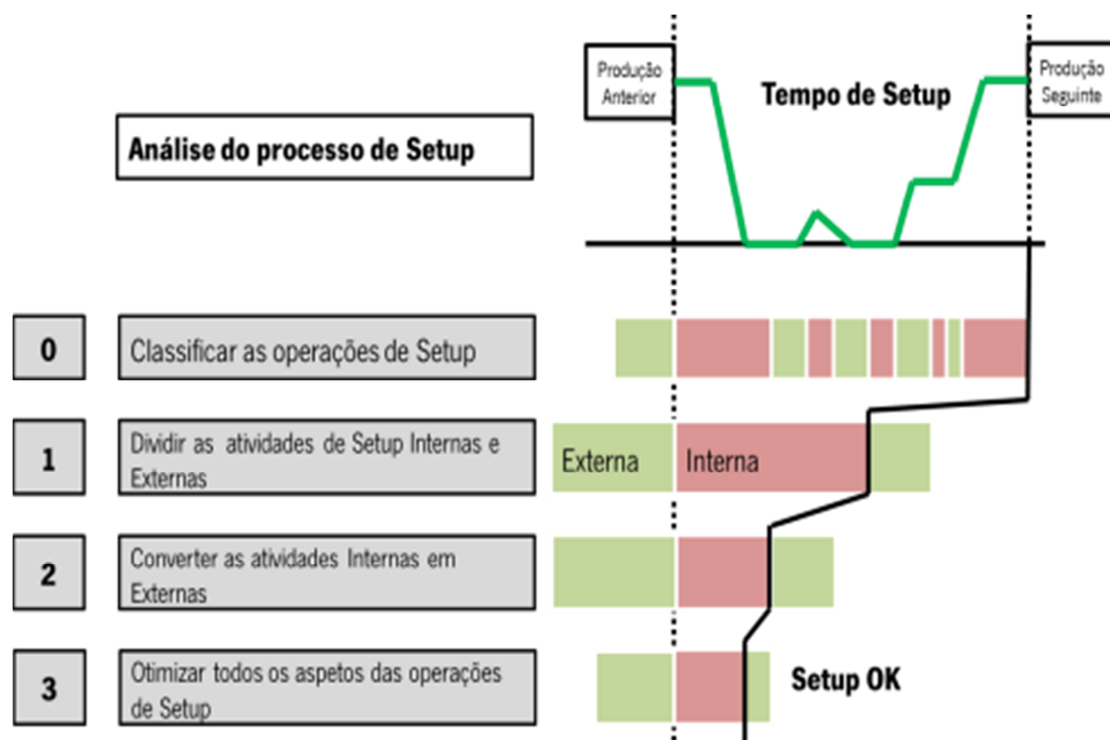 Produção
Anterior
Tempo de Setup
Produção
Seguinte
Análise do processo de Setup
0
Classificar as operações de Setup
1
Dividir as atividades de Setup Internas e
Externas
Externa
Interna
2
Converter as atividades Internas em
Externas
3
Otimizar todos os aspetos das operações
de Setup
Setup OK